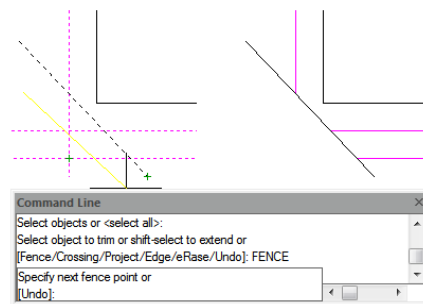 Command Line
Select objects or <select all>:
Select object to trim or shift-select to extend or
[Fence/Crossing/Project/Edge/eRase/Undo]: FENCE
Specify next fence point or
[Undo]: